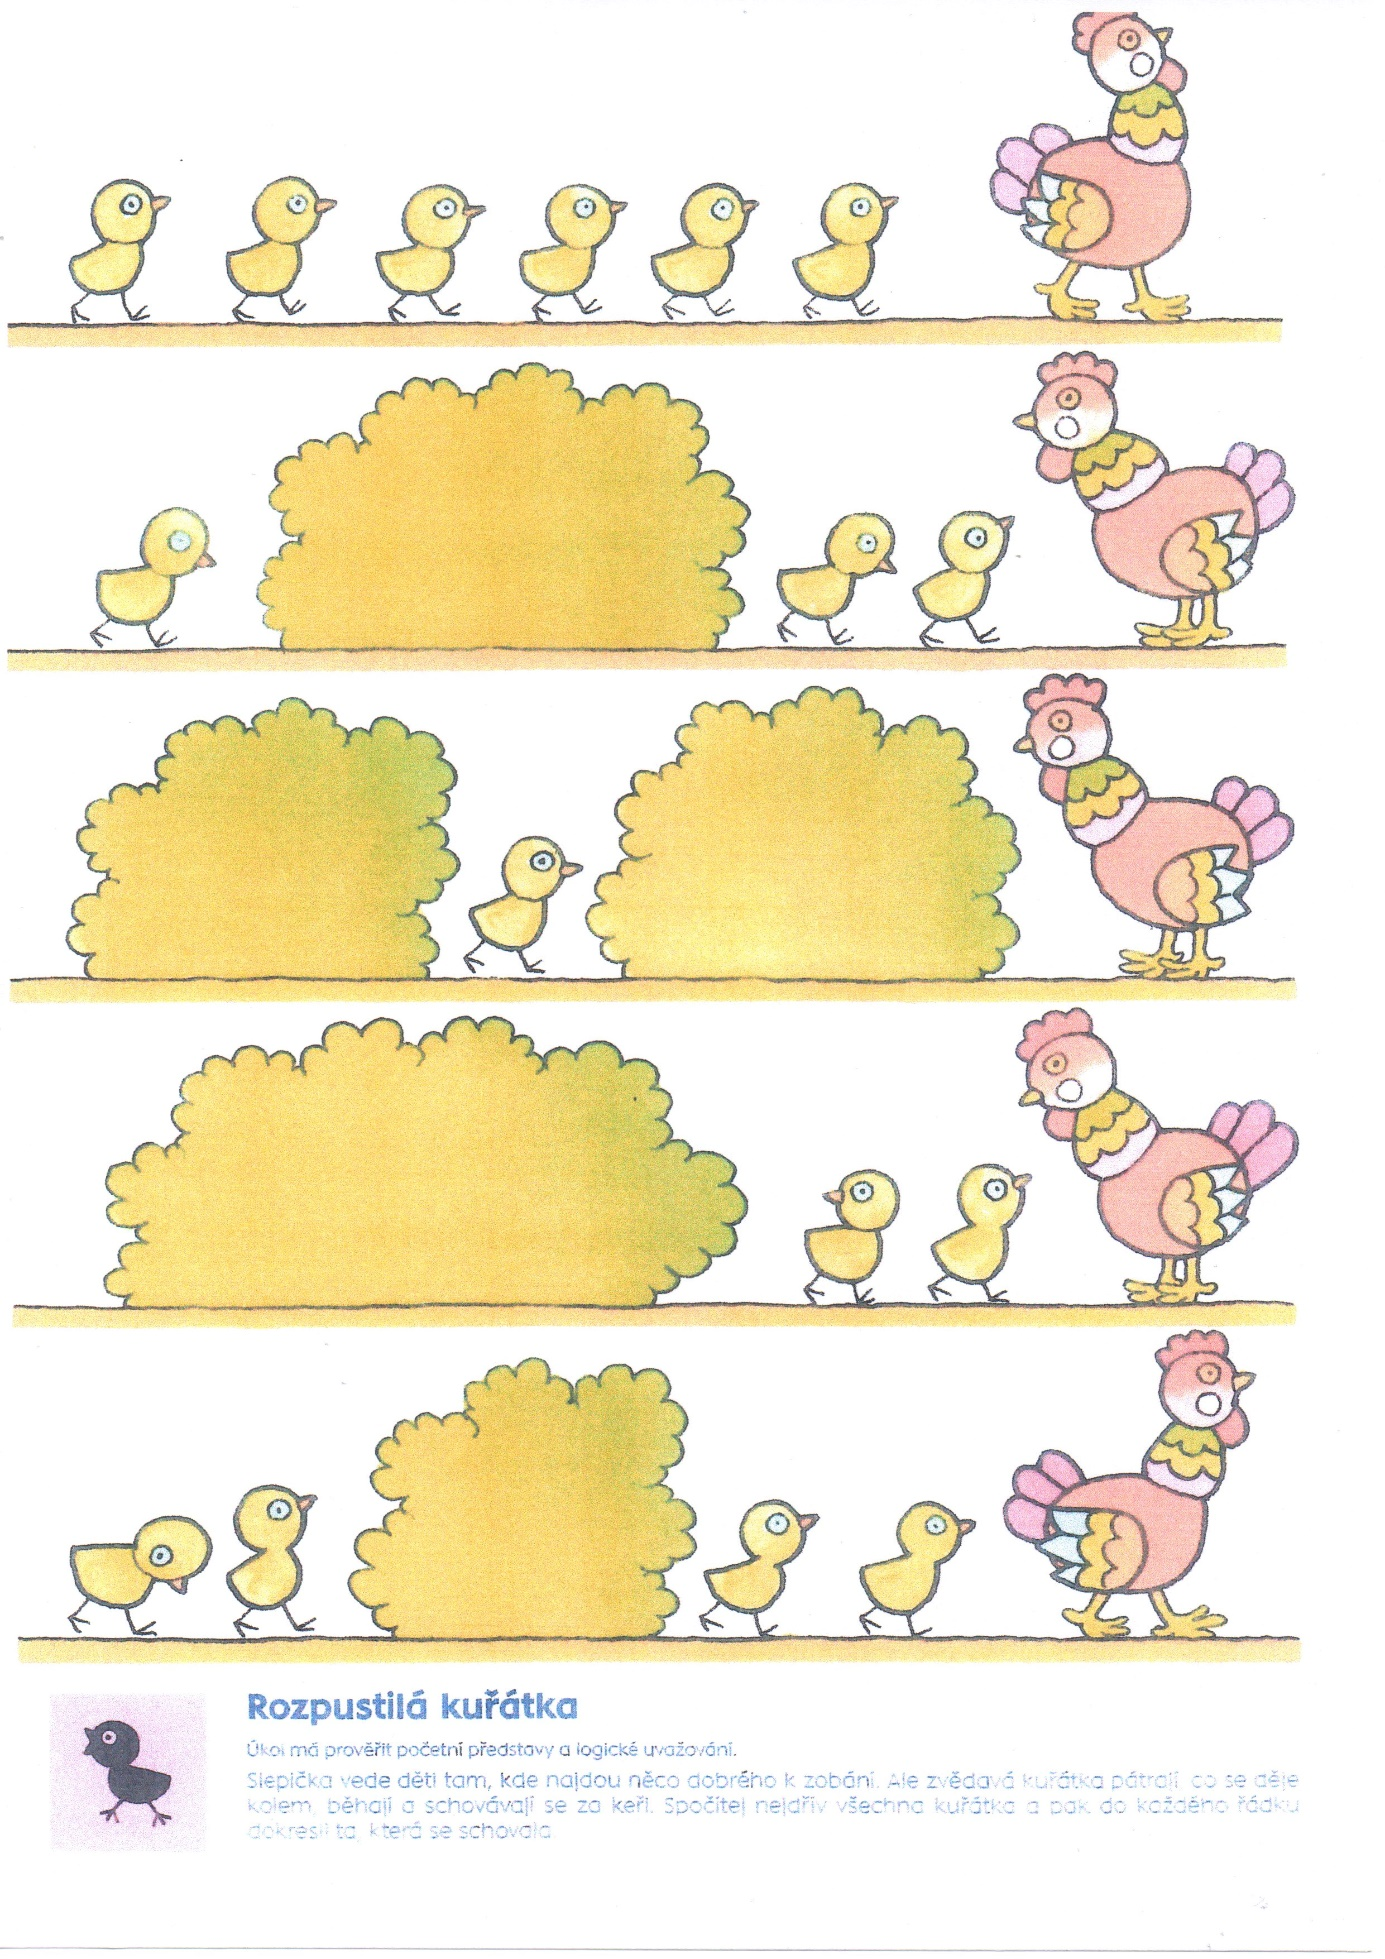 Rozpustilá kuřátka
Úkol má prověřit početní představy a logické uvažování.
Slepička vede děti tam, kde najdou něco dobrého k zobání. Ale zvědavá kuřátka pátrají, co se děje
kolem, běhají a schovávají se za keři. Spočítej nejdřív všechna kuřátka a pak do každého řádku
dokresli ta, která se schovala.